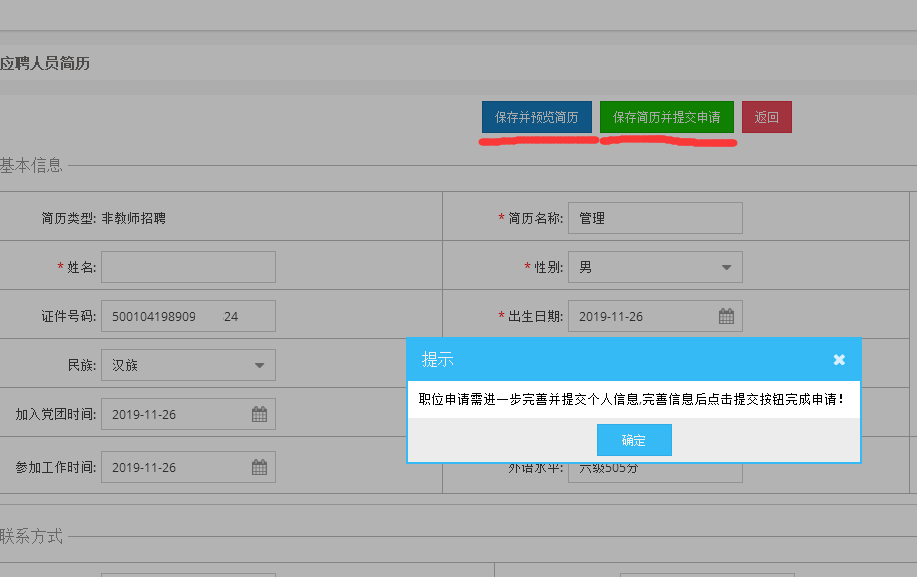 应聘人员简历
保存并预览简历 保存简历并提交申请 返回
基本信息
简历类型: 非教师招聘 * 简历名称: 管理
* 姓名: * 性别: 男
证件号码: 500104198909 24 * 出生日期: 2019-11-26
提示
民族: 汉族
职位申请需进一步完善并提交个人信息,完善信息后点击提交按钮完成申请!
加入党团时间: 2019-11-26
确定
参加工作时间: 2019-11-26 外语水平: 六级505分
联系方式